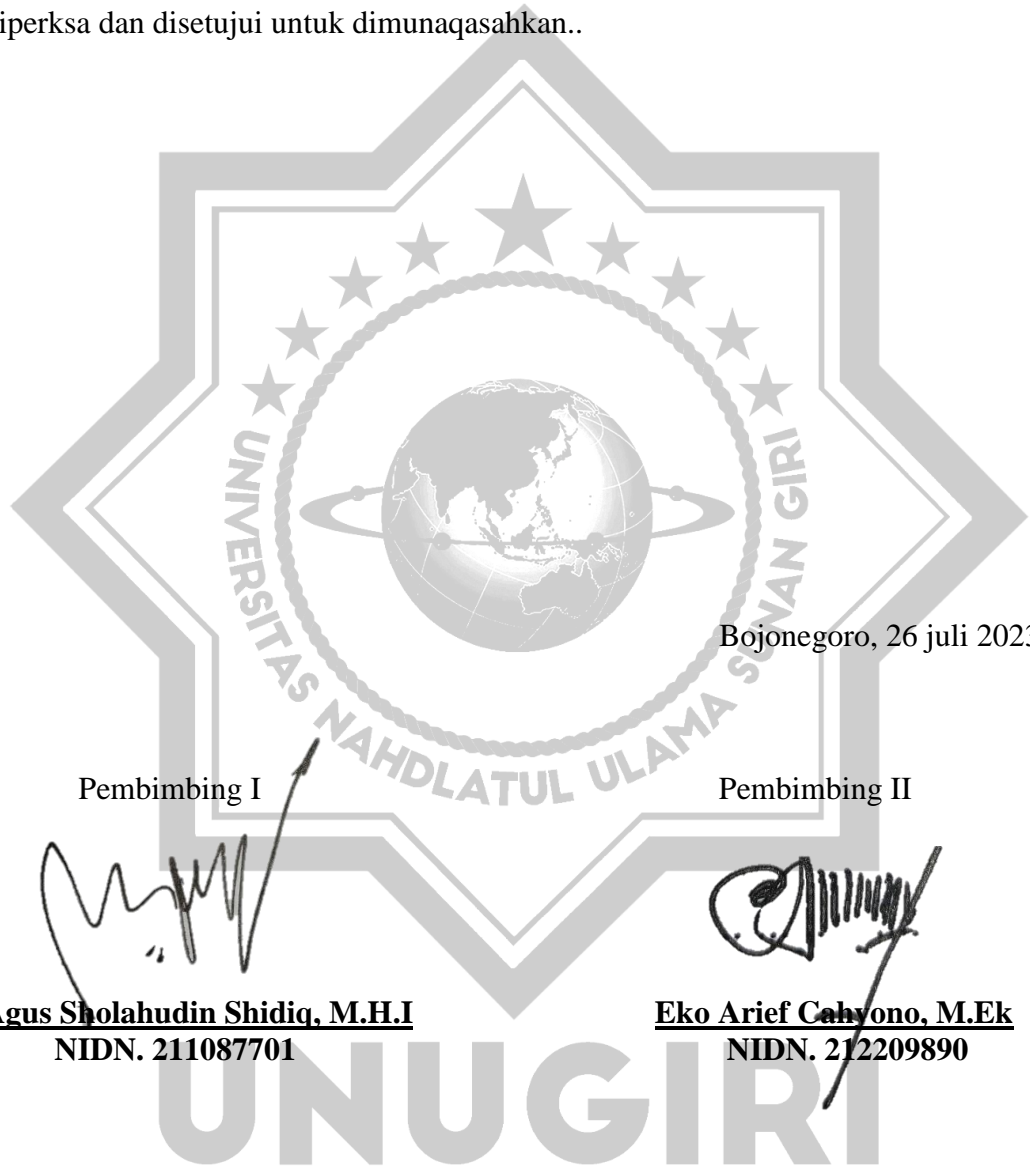 iperksa dan disetujui untuk dimunaqasahkan..
UNIVERSITAS NAHDLATUL ULAMA SUNAN GIRI
Bojonegoro, 26 juli 2023
Pembimbing I Pembimbing II
Agus Sholahudin Shidiq, M.H.I Eko Arief Cahyono, M.Ek
NIDN. 211087701 NIDN. 212209890
UNUGIRI